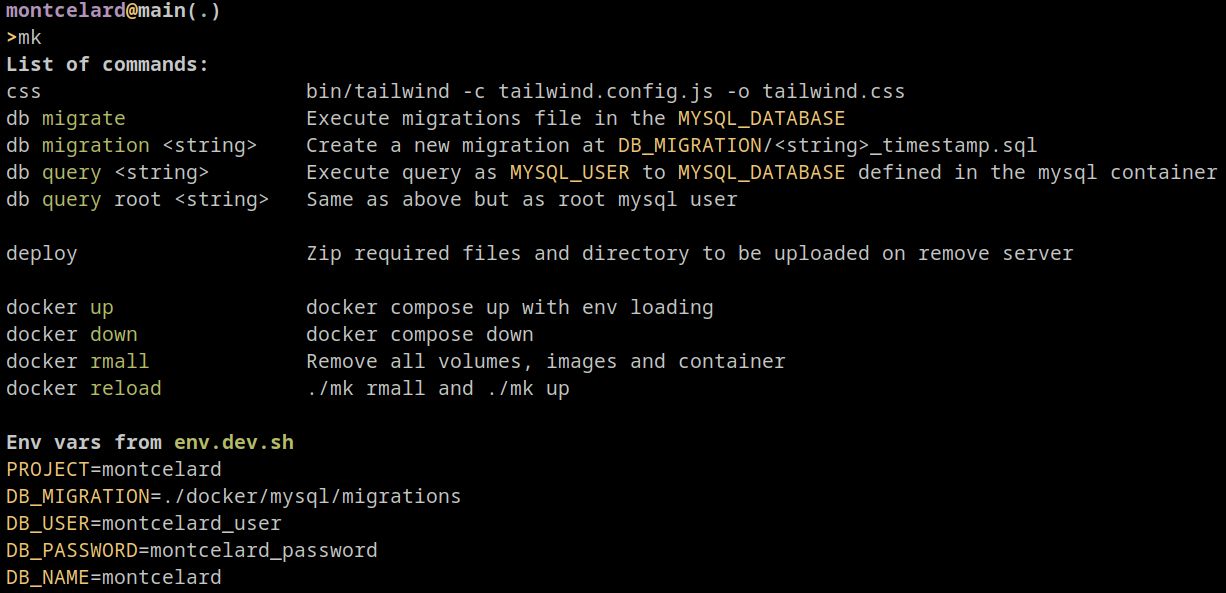 montcelard@main(.)
>mk
List of commands:
css bin/tailwind -c tailwind.config.js -o tailwind.css
db migrate Execute migrations file in the MYSQL_DATABASE
db migration <string> Create a new migration at DB_MIGRATION/<string>_timestamp.sql
db query <string> Execute query as MYSQL_USER to MYSQL_DATABASE defined in the mysql container
db query root <string> Same as above but as root mysql user
deploy Zip required files and directory to be uploaded on remove server
docker up docker compose up with env loading
docker down docker compose down
docker rmall Remove all volumes, images and container
docker reload ./mk rmall and ./mk up
Env vars from env.dev.sh
PROJECT=montcelard
DB_MIGRATION=./docker/mysql/migrations
DB_USER=montcelard_user
DB_PASSWORD=montcelard_password
DB_NAME=montcelard